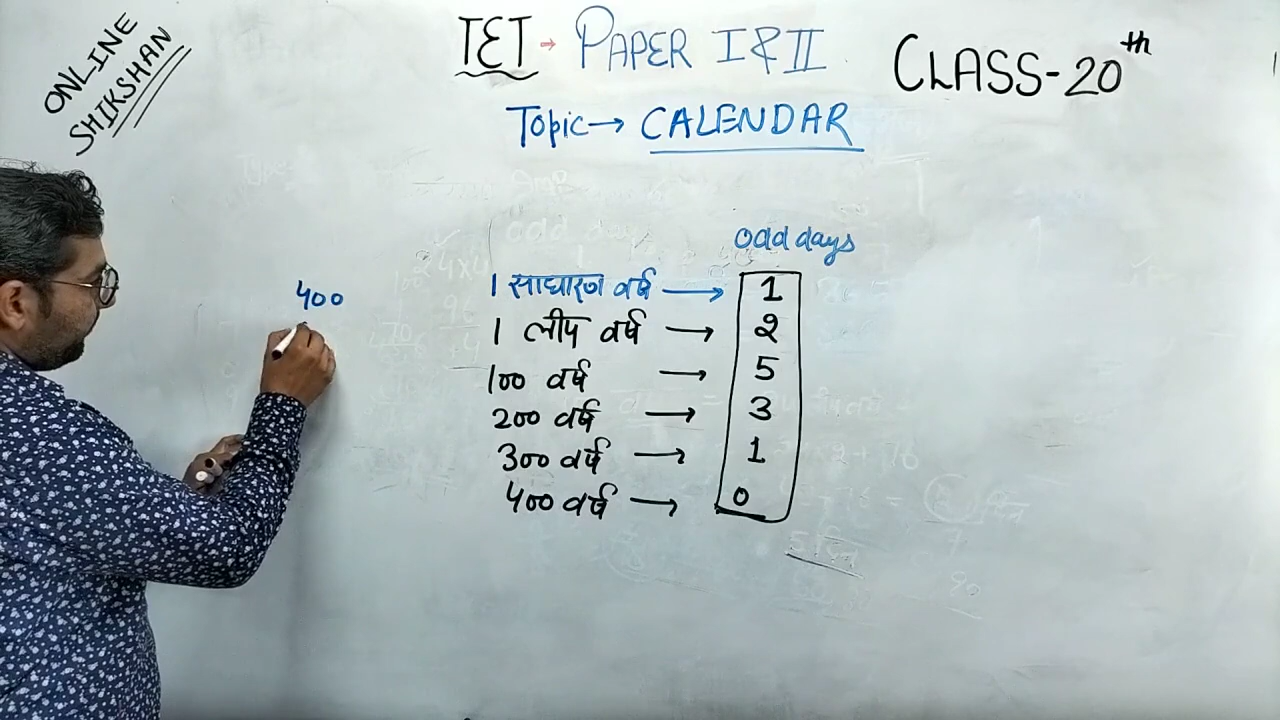 ONLINE
SHIKSHAN
TET → PAPER I & II
CLASS-20th
Topic → CALENDAR
odd days
1 साधारण वर्ष → 1
1 लीप वर्ष → 2
100 वर्ष → 5
200 वर्ष → 3
300 वर्ष → 1
400 वर्ष → 0
400